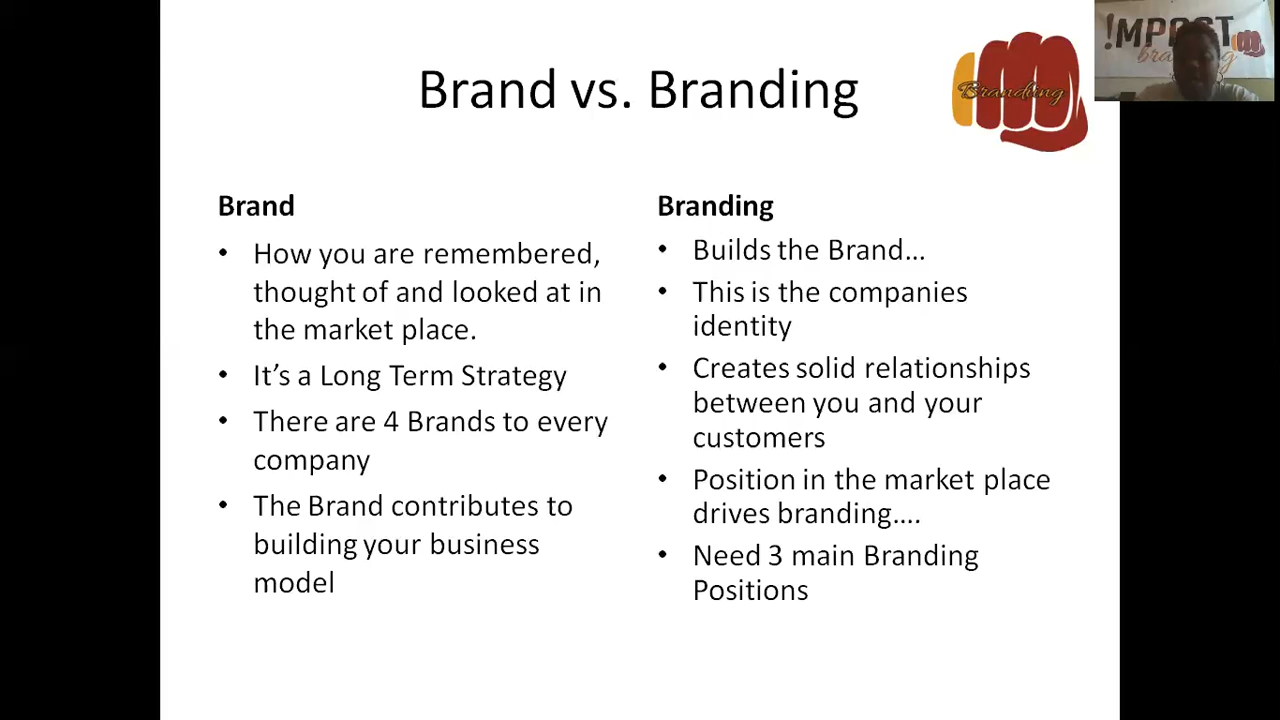 Brand vs. Branding
Branding
!MPACT
branding
Brand
How you are remembered,
thought of and looked at in
the market place.
It's a Long Term Strategy
There are 4 Brands to every
company
The Brand contributes to
building your business
model
Branding
Builds the Brand...
This is the companies
identity
Creates solid relationships
between you and your
customers
Position in the market place
drives branding....
Need 3 main Branding
Positions